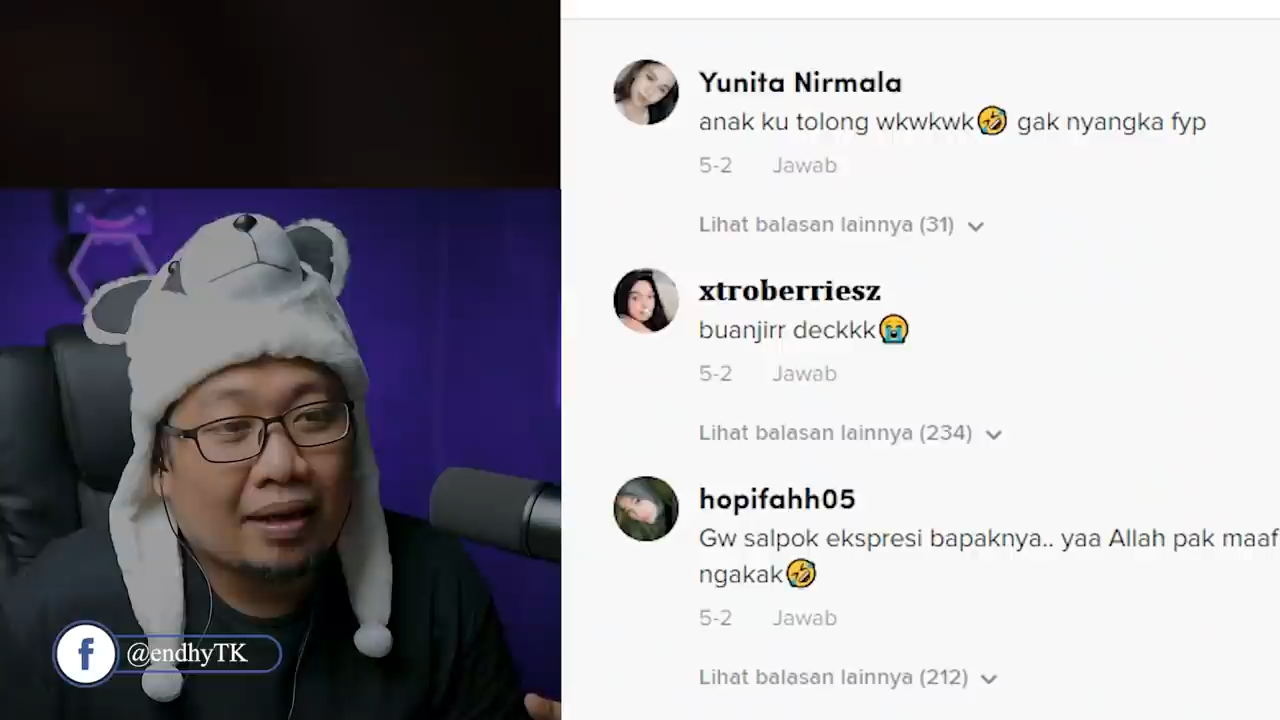 Yunita Nirmala
anak ku tolong wkwkwk🤣 gak nyangka fyp
5-2 Jawab
Lihat balasan lainnya (31)
xtroberriesz
buanjirr deckkk😭
5-2 Jawab
Lihat balasan lainnya (234)
hopifahh05
Gw salpok ekspresi bapaknya.. yaa Allah pak maaf
ngakak🤣
5-2 Jawab
Lihat balasan lainnya (212)
f @endhyTK